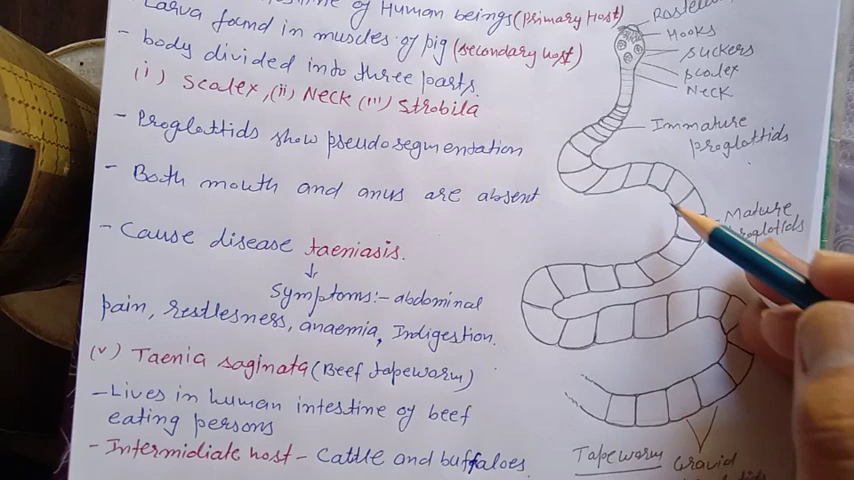 of Human beings (primary Host)
Larva found in muscles of pig (secondary host)
- body divided into three parts.
(i) Scolex, (ii) Neck (iii) Strobila
- Proglottids show pseudosegmentation
- Both mouth and anus are absent
- Cause disease taeniasis.
Symptoms:- abdominal
pain, restlessness, anaemia, Indigestion.
(v) Taenia saginata (Beef tapeworm)
- Lives in human intestine of beef
eating persons
- Intermidiate host - Cattle and buffaloes.
Hooks
Suckers
Scolex
Neck
Immature
proglottids
Mature
Tapeworm
Gravid